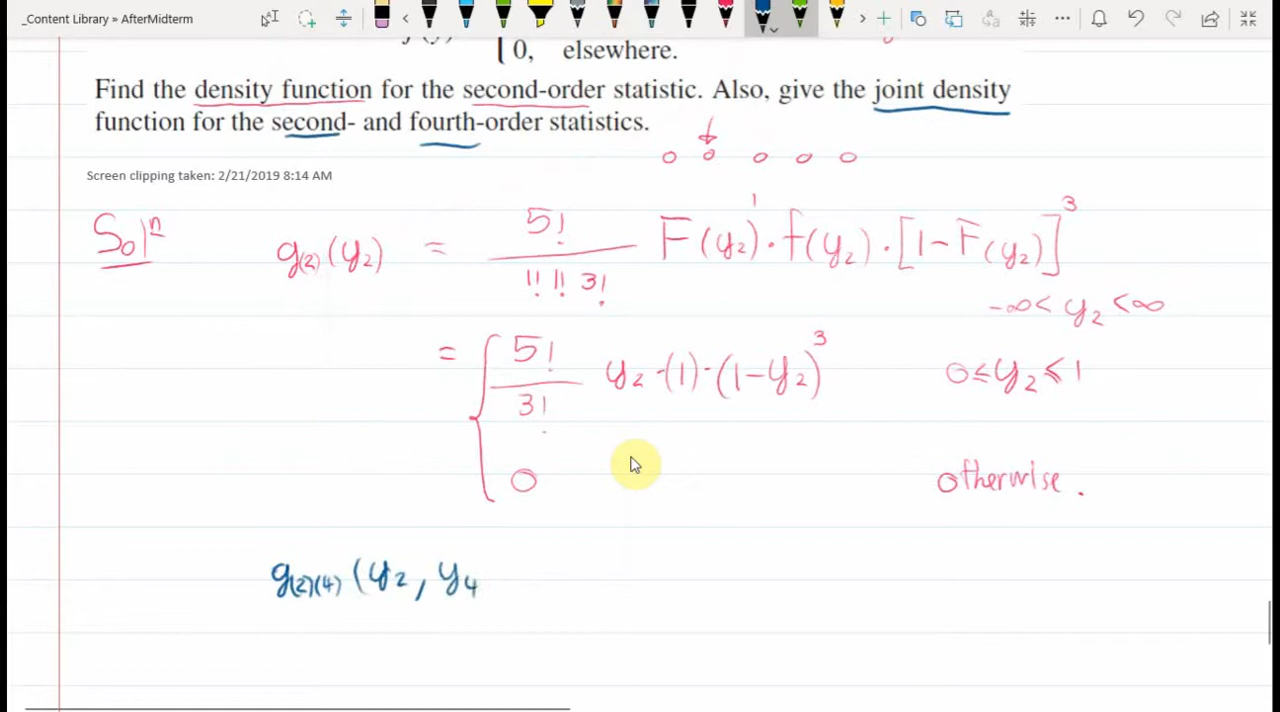 _Content Library » AfterMidterm
0, elsewhere.
Find the density function for the second-order statistic. Also, give the joint density
function for the second- and fourth-order statistics.
Screen clipping taken: 2/21/2019 8:14 AM
Solⁿ g₍₂₎(y₂) = 5! / 1! 1! 3! F(y₂)¹ · f(y₂) · [1 − F(y₂)]³
−∞ < y₂ < ∞
= { 5! / 3! y₂ · (1) · (1 − y₂)³ 0 ≤ y₂ ≤ 1
0 otherwise.
g₍₂₎₍₄₎(y₂, y₄